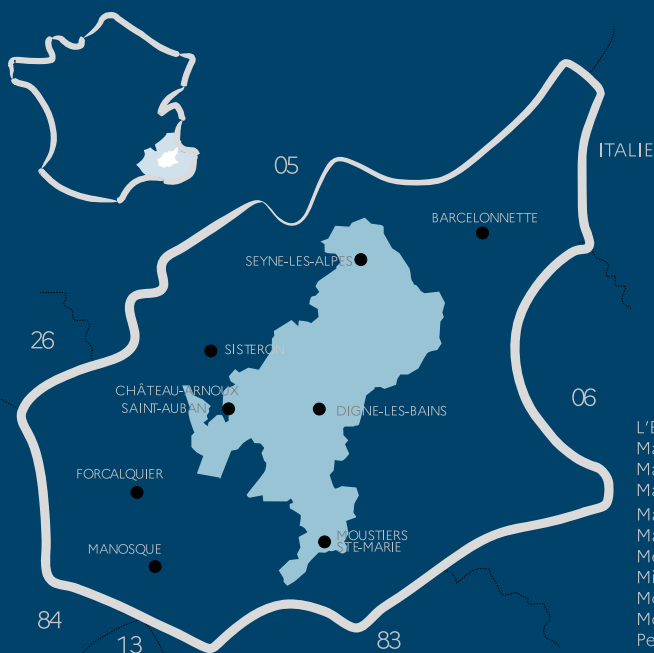 05
ITALIE
BARCELONNETTE
SEYNE-LES-ALPES
26
SISTERON
CHÂTEAU-ARNOUX
SAINT-AUBAN
DIGNE-LES-BAINS
06
FORCALQUIER
MANOSQUE
MOUSTIERS
STE-MARIE
84
13
83